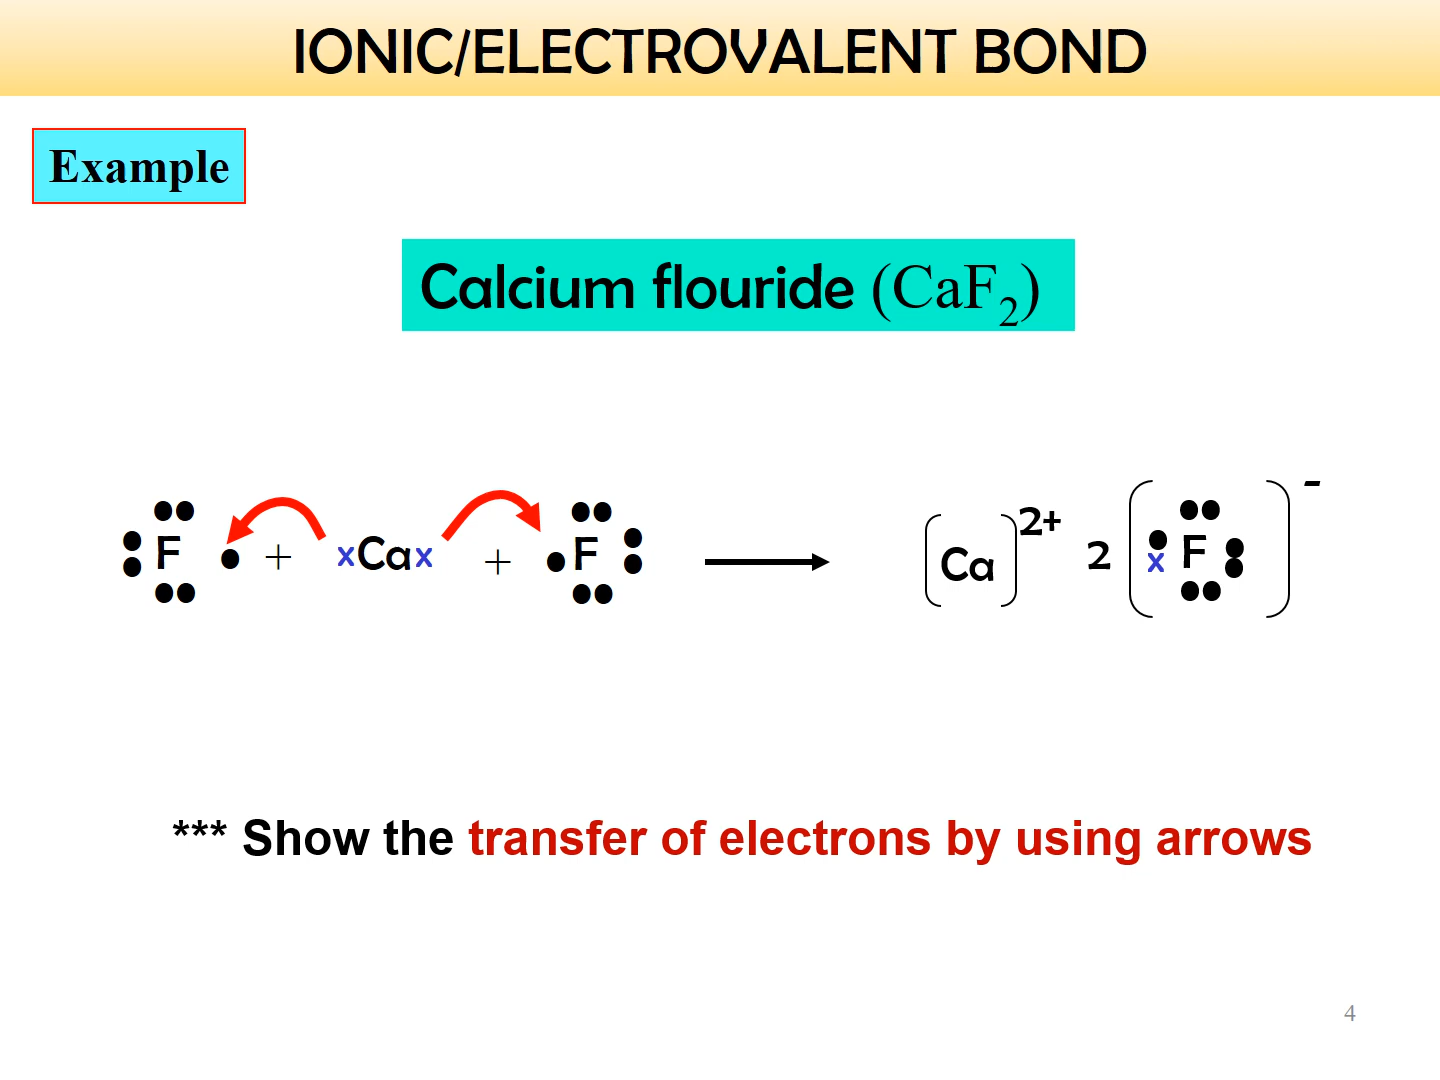 IONIC/ELECTROVALENT BOND
Example
Calcium flouride (CaF₂)
F + xCax + F 
[Ca]2+ 2 [x F]-
*** Show the transfer of electrons by using arrows
4